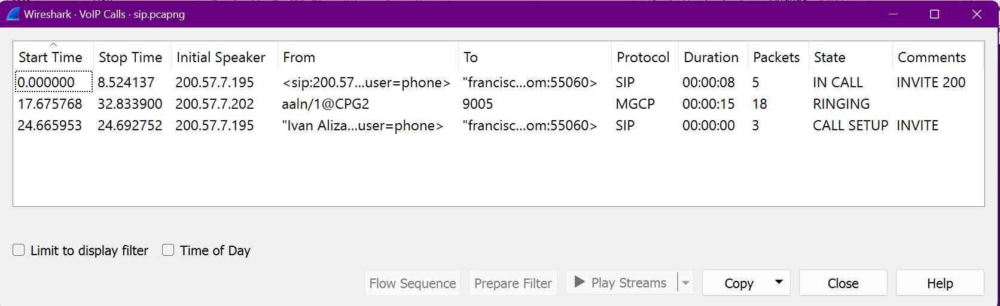 Wireshark · VoIP Calls · sip.pcapng
Start Time Stop Time Initial Speaker From To Protocol Duration Packets State Comments
0.000000 8.524137 200.57.7.195 <sip:200.57...user=phone> "francisc...om:55060> SIP 00:00:08 5 IN CALL INVITE 200
17.675768 32.833900 200.57.7.202 aaln/1@CPG2 9005 MGCP 00:00:15 18 RINGING
24.665953 24.692752 200.57.7.195 "Ivan Aliza...user=phone> "francisc...om:55060> SIP 00:00:00 3 CALL SETUP INVITE
Limit to display filter Time of Day
Flow Sequence Prepare Filter Play Streams Copy Close Help